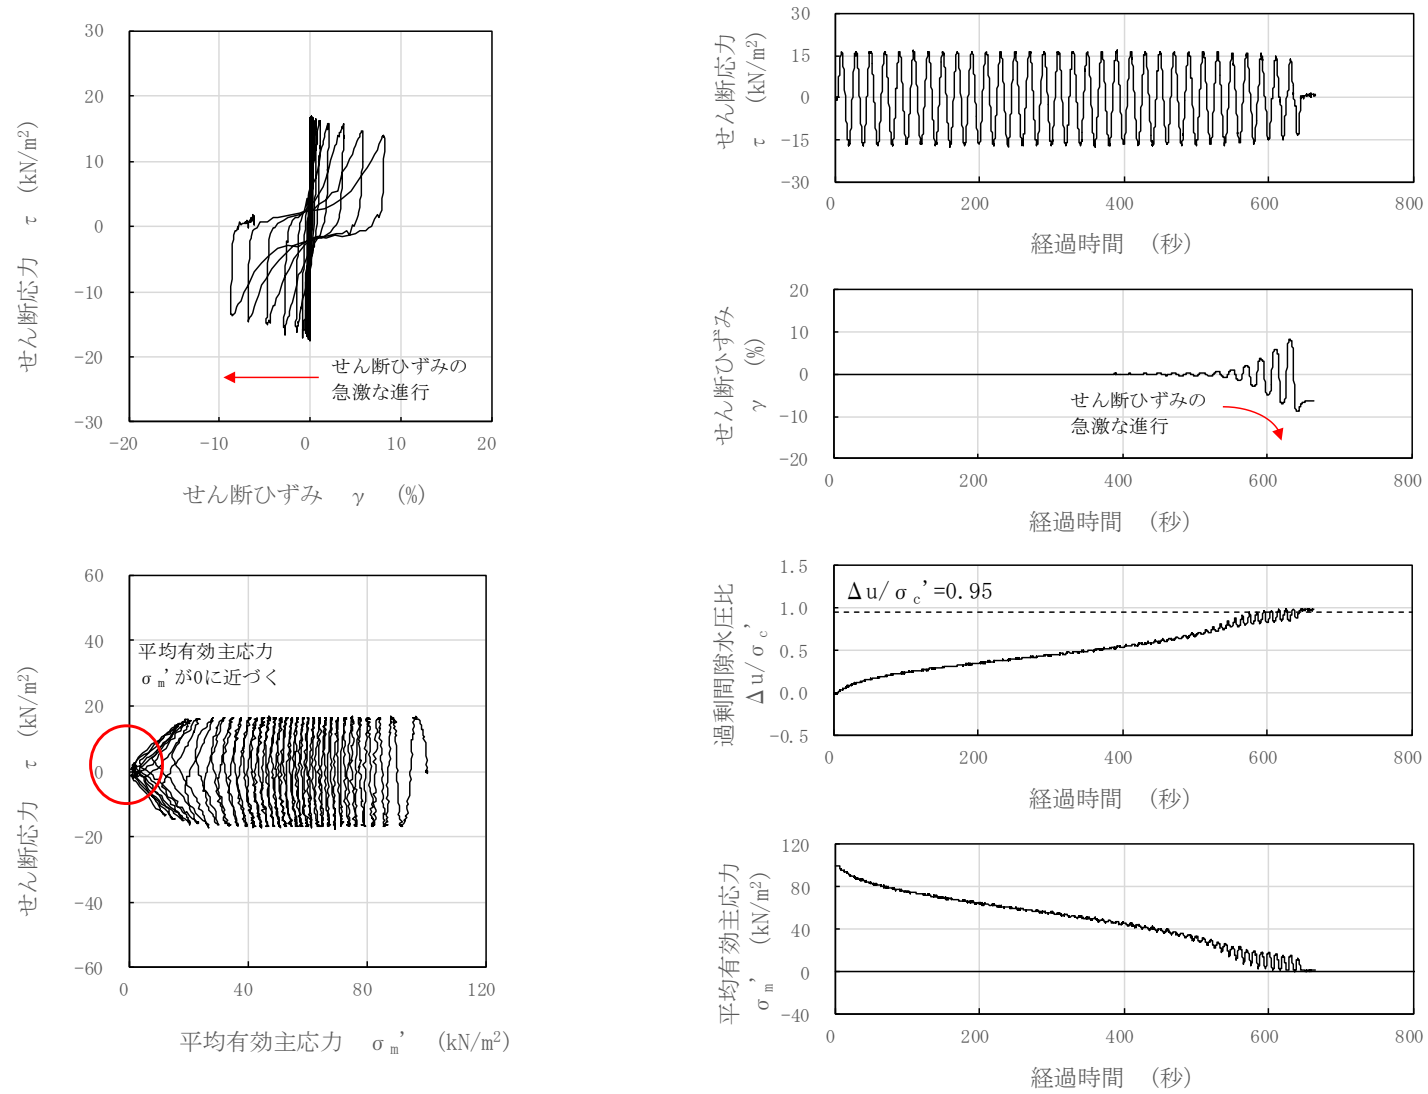 30
20
10
0
-10
-20
-30
-20
-10
0
10
20
せん断応力 τ (kN/m²)
せん断ひずみ γ (%)
せん断ひずみの
急激な進行
30
15
0
-15
-30
0
200
400
600
800
せん断応力
τ (kN/m²)
経過時間 (秒)
20
10
0
-10
-20
0
200
400
600
800
せん断ひずみ
γ (%)
せん断ひずみの
急激な進行
経過時間 (秒)
60
40
20
0
-20
-40
-60
0
40
80
120
せん断応力 τ (kN/m²)
平均有効主応力
σm'が0に近づく
平均有効主応力 σm' (kN/m²)
1.5
1.0
0.5
0.0
-0.5
0
200
400
600
800
過剰間隙水圧比
Δu/σc'
Δu/σc'=0.95
経過時間 (秒)
120
80
40
0
-40
0
200
400
600
800
平均有効主応力
σm' (kN/m²)
経過時間 (秒)